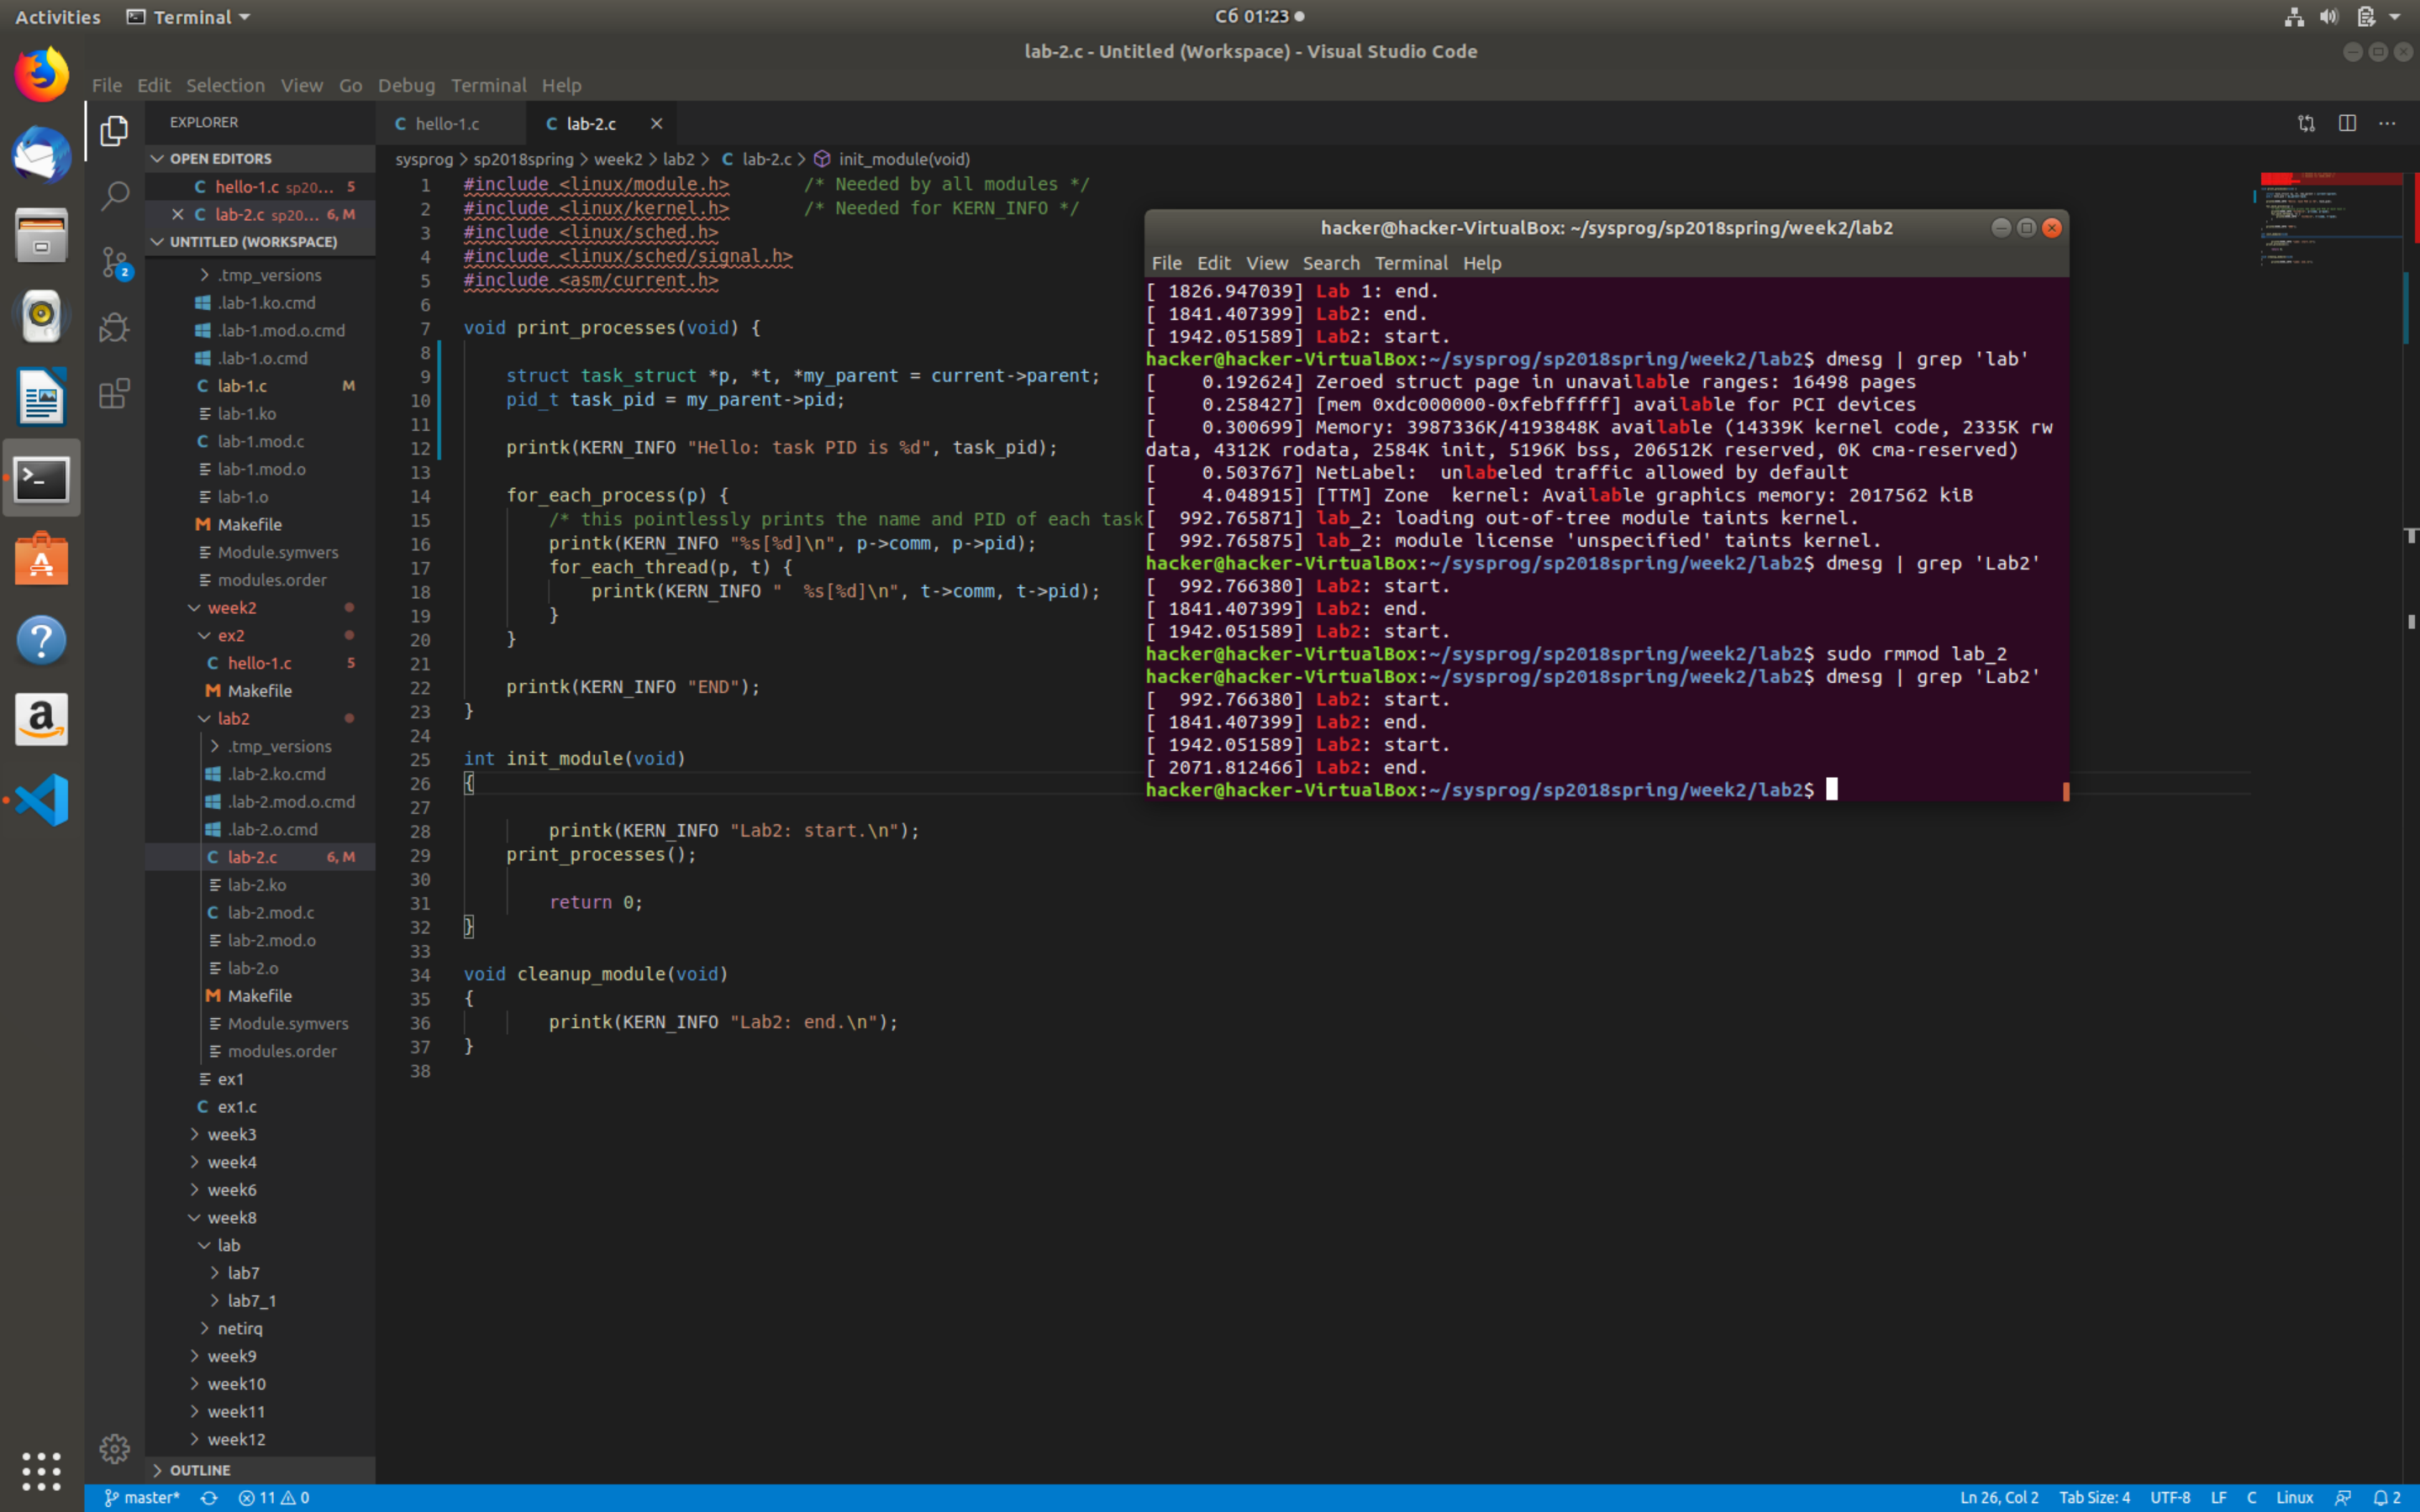 Activities Terminal Сб 01:23
lab-2.c - Untitled (Workspace) - Visual Studio Code
File Edit Selection View Go Debug Terminal Help
EXPLORER
OPEN EDITORS
hello-1.c sp20... 5
lab-2.c sp20... 6, M
UNTITLED (WORKSPACE)
.tmp_versions
.lab-1.ko.cmd
.lab-1.mod.o.cmd
.lab-1.o.cmd
lab-1.c M
lab-1.ko
lab-1.mod.c
lab-1.mod.o
lab-1.o
Makefile
Module.symvers
modules.order
week2
ex2
hello-1.c 5
Makefile
lab2
.tmp_versions
.lab-2.ko.cmd
.lab-2.mod.o.cmd
.lab-2.o.cmd
lab-2.c 6, M
lab-2.ko
lab-2.mod.c
lab-2.mod.o
lab-2.o
Makefile
Module.symvers
modules.order
ex1
ex1.c
week3
week4
week6
week8
lab
lab7
lab7_1
netirq
week9
week10
week11
week12
OUTLINE
2
hello-1.c lab-2.c
sysprog > sp2018spring > week2 > lab2 > lab-2.c > init_module(void)
1 #include <linux/module.h> /* Needed by all modules */
2 #include <linux/kernel.h> /* Needed for KERN_INFO */
3 #include <linux/sched.h>
4 #include <linux/sched/signal.h>
5 #include <asm/current.h>
6
7 void print_processes(void) {
8
9 struct task_struct *p, *t, *my_parent = current->parent;
10 pid_t task_pid = my_parent->pid;
11
12 printk(KERN_INFO "Hello: task PID is %d", task_pid);
13
14 for_each_process(p) {
15 /* this pointlessly prints the name and PID of each task
16 printk(KERN_INFO "%s[%d]\n", p->comm, p->pid);
17 for_each_thread(p, t) {
18 printk(KERN_INFO "  %s[%d]\n", t->comm, t->pid);
19 }
20 }
21
22 printk(KERN_INFO "END");
23 }
24
25 int init_module(void)
26 {
27
28 printk(KERN_INFO "Lab2: start.\n");
29 print_processes();
30
31 return 0;
32 }
33
34 void cleanup_module(void)
35 {
36 printk(KERN_INFO "Lab2: end.\n");
37 }
38
hacker@hacker-VirtualBox: ~/sysprog/sp2018spring/week2/lab2
File Edit View Search Terminal Help
[ 1826.947039] Lab 1: end.
[ 1841.407399] Lab2: end.
[ 1942.051589] Lab2: start.
hacker@hacker-VirtualBox:~/sysprog/sp2018spring/week2/lab2$ dmesg | grep 'lab'
[    0.192624] Zeroed struct page in unavailable ranges: 16498 pages
[    0.258427] [mem 0xdc000000-0xfebfffff] available for PCI devices
[    0.300699] Memory: 3987336K/4193848K available (14339K kernel code, 2335K rw
data, 4312K rodata, 2584K init, 5196K bss, 206512K reserved, 0K cma-reserved)
[    0.503767] NetLabel:  unlabeled traffic allowed by default
[    4.048915] [TTM] Zone  kernel: Available graphics memory: 2017562 kiB
[  992.765871] lab_2: loading out-of-tree module taints kernel.
[  992.765875] lab_2: module license 'unspecified' taints kernel.
hacker@hacker-VirtualBox:~/sysprog/sp2018spring/week2/lab2$ dmesg | grep 'Lab2'
[  992.766380] Lab2: start.
[ 1841.407399] Lab2: end.
[ 1942.051589] Lab2: start.
hacker@hacker-VirtualBox:~/sysprog/sp2018spring/week2/lab2$ sudo rmmod lab_2
hacker@hacker-VirtualBox:~/sysprog/sp2018spring/week2/lab2$ dmesg | grep 'Lab2'
[  992.766380] Lab2: start.
[ 1841.407399] Lab2: end.
[ 1942.051589] Lab2: start.
[ 2071.812466] Lab2: end.
hacker@hacker-VirtualBox:~/sysprog/sp2018spring/week2/lab2$
master* 11 0 Ln 26, Col 2 Tab Size: 4 UTF-8 LF C Linux 2